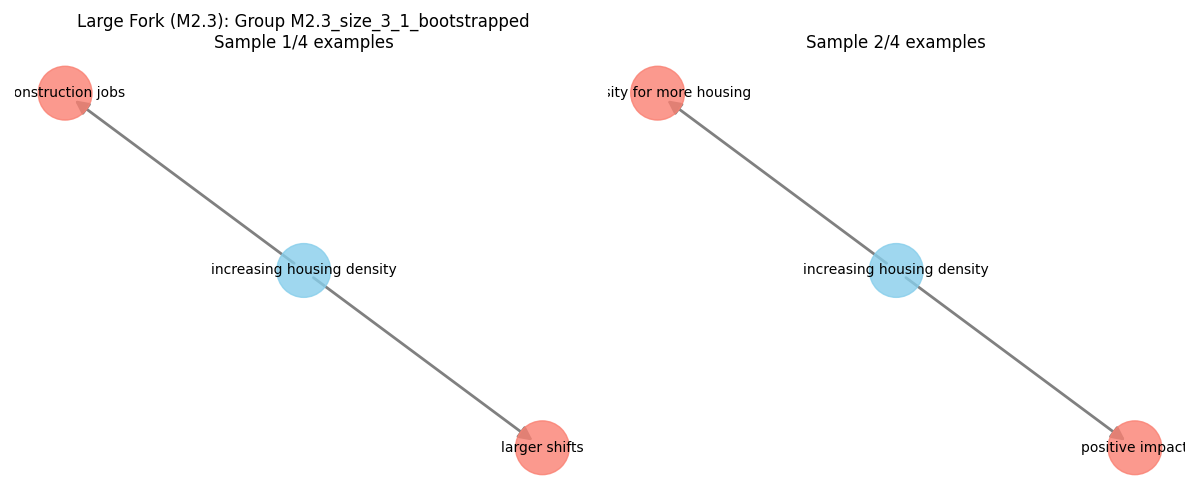 Large Fork (M2.3): Group M2.3_size_3_1_bootstrapped
Sample 1/4 examples
onstruction jobs
increasing housing density
larger shifts
Sample 2/4 examples
sity for more housing
increasing housing density
positive impact